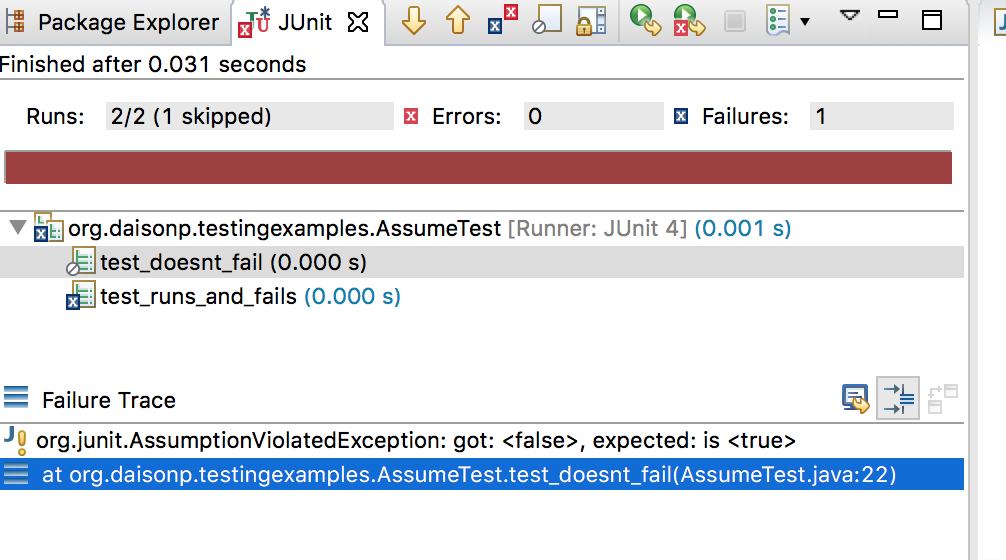 Package Explorer JUnit
Finished after 0.031 seconds
Runs: 2/2 (1 skipped) Errors: 0 Failures: 1
org.daisonp.testingexamples.AssumeTest [Runner: JUnit 4] (0.001 s)
test_doesnt_fail (0.000 s)
test_runs_and_fails (0.000 s)
Failure Trace
org.junit.AssumptionViolatedException: got: <false>, expected: is <true>
at org.daisonp.testingexamples.AssumeTest.test_doesnt_fail(AssumeTest.java:22)